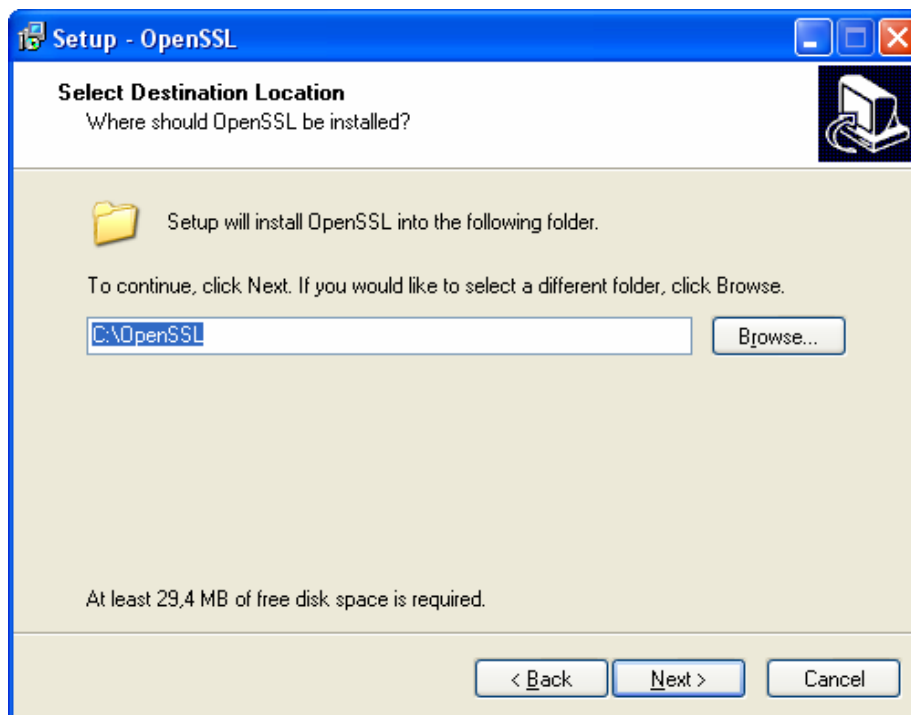 Setup - OpenSSL
Select Destination Location
Where should OpenSSL be installed?
Setup will install OpenSSL into the following folder.
To continue, click Next. If you would like to select a different folder, click Browse.
C:\OpenSSL
Browse...
At least 29,4 MB of free disk space is required.
< Back
Next >
Cancel